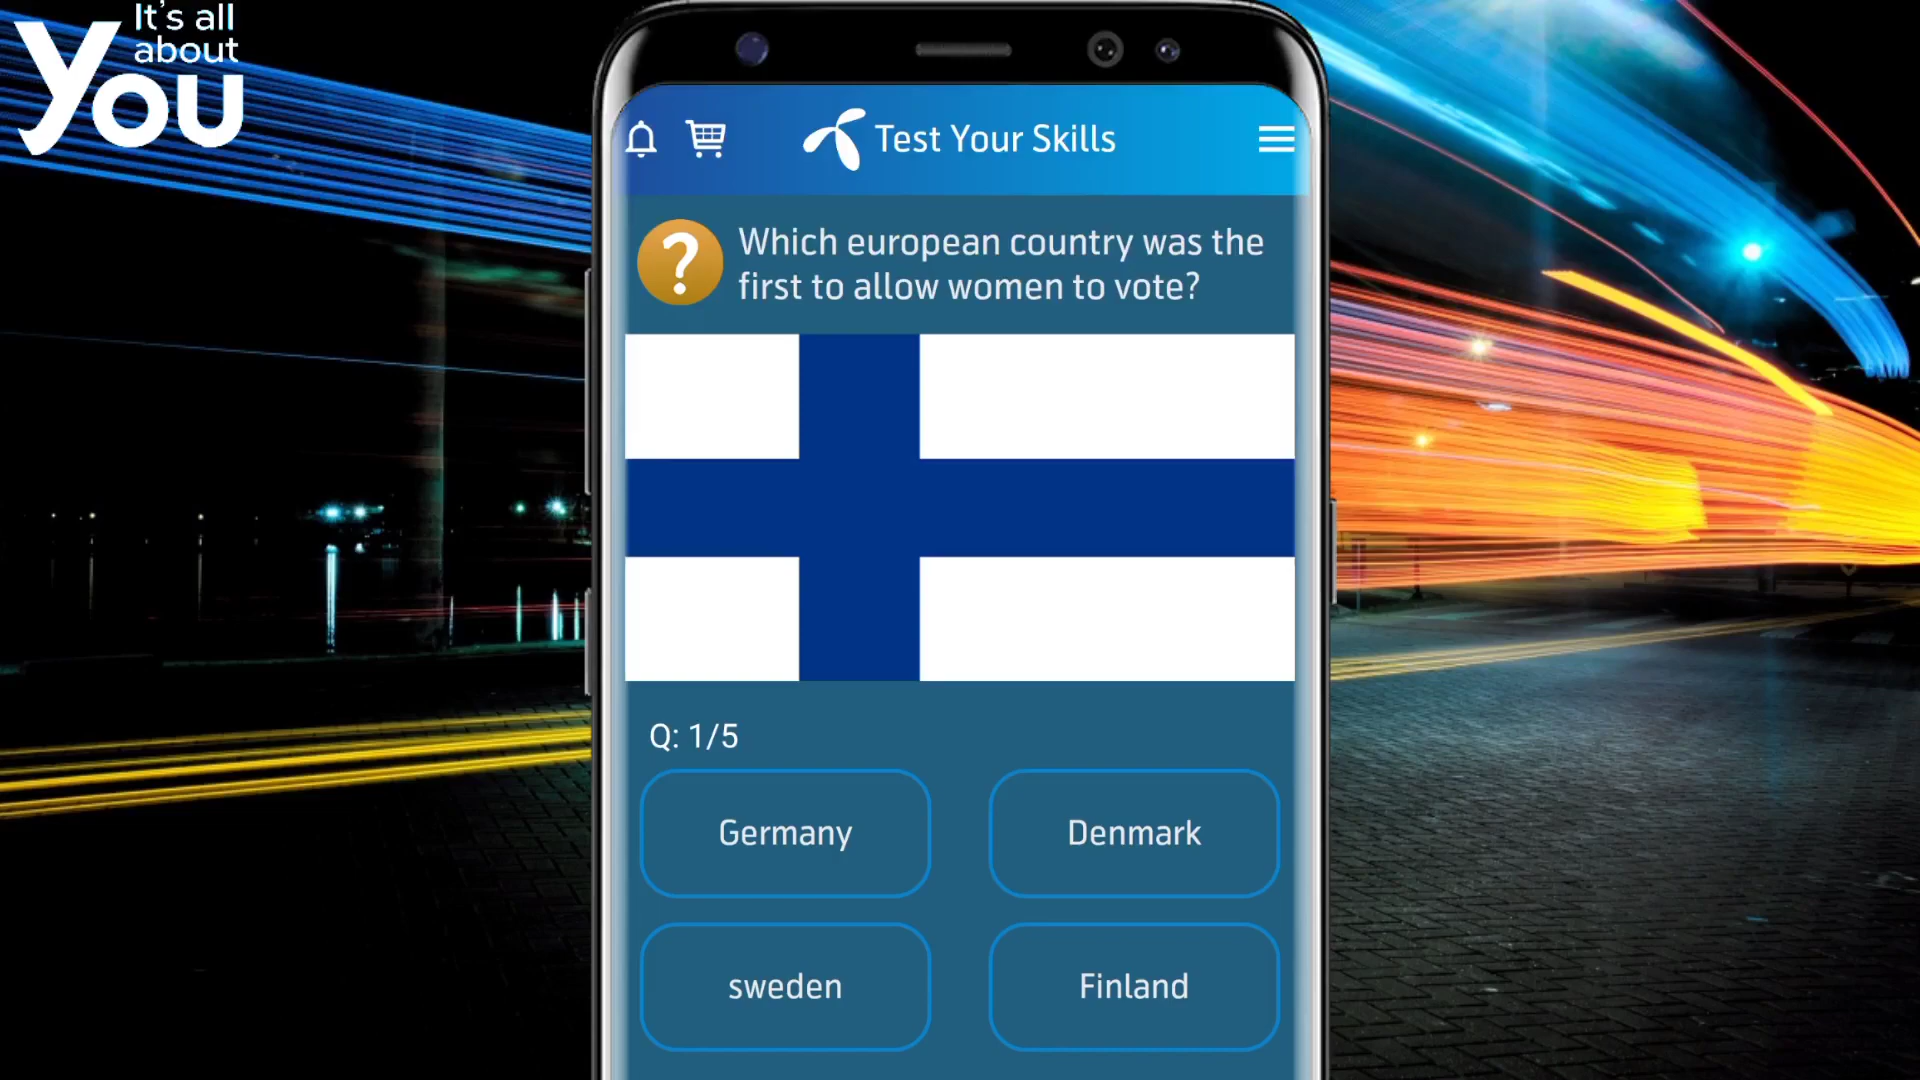 It's all
about
You
Test Your Skills
?
Which european country was the
first to allow women to vote?
Q: 1/5
Germany
Denmark
sweden
Finland